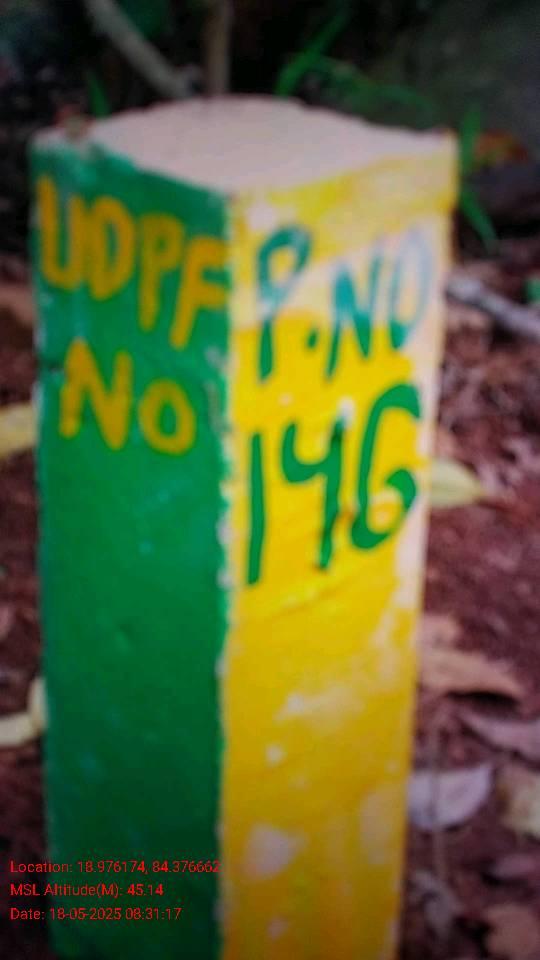 UDPF
No
P.NO
146
Location: 18.976174, 84.376662
MSL Altitude(M): 45.14
Date: 18-05-2025 08:31:17